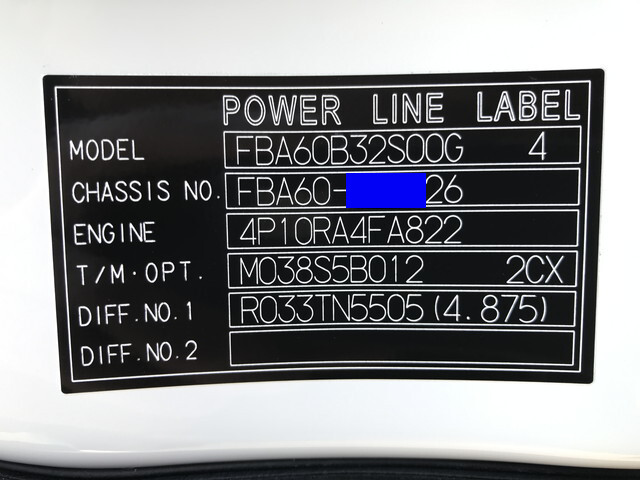 POWER LINE LABEL
MODEL FBA60B32S00G 4
CHASSIS NO. FBA60- 26
ENGINE 4P10RA4FA822
T/M·OPT. M038S5B012 2CX
DIFF.NO.1 R033TN5505(4.875)
DIFF.NO.2